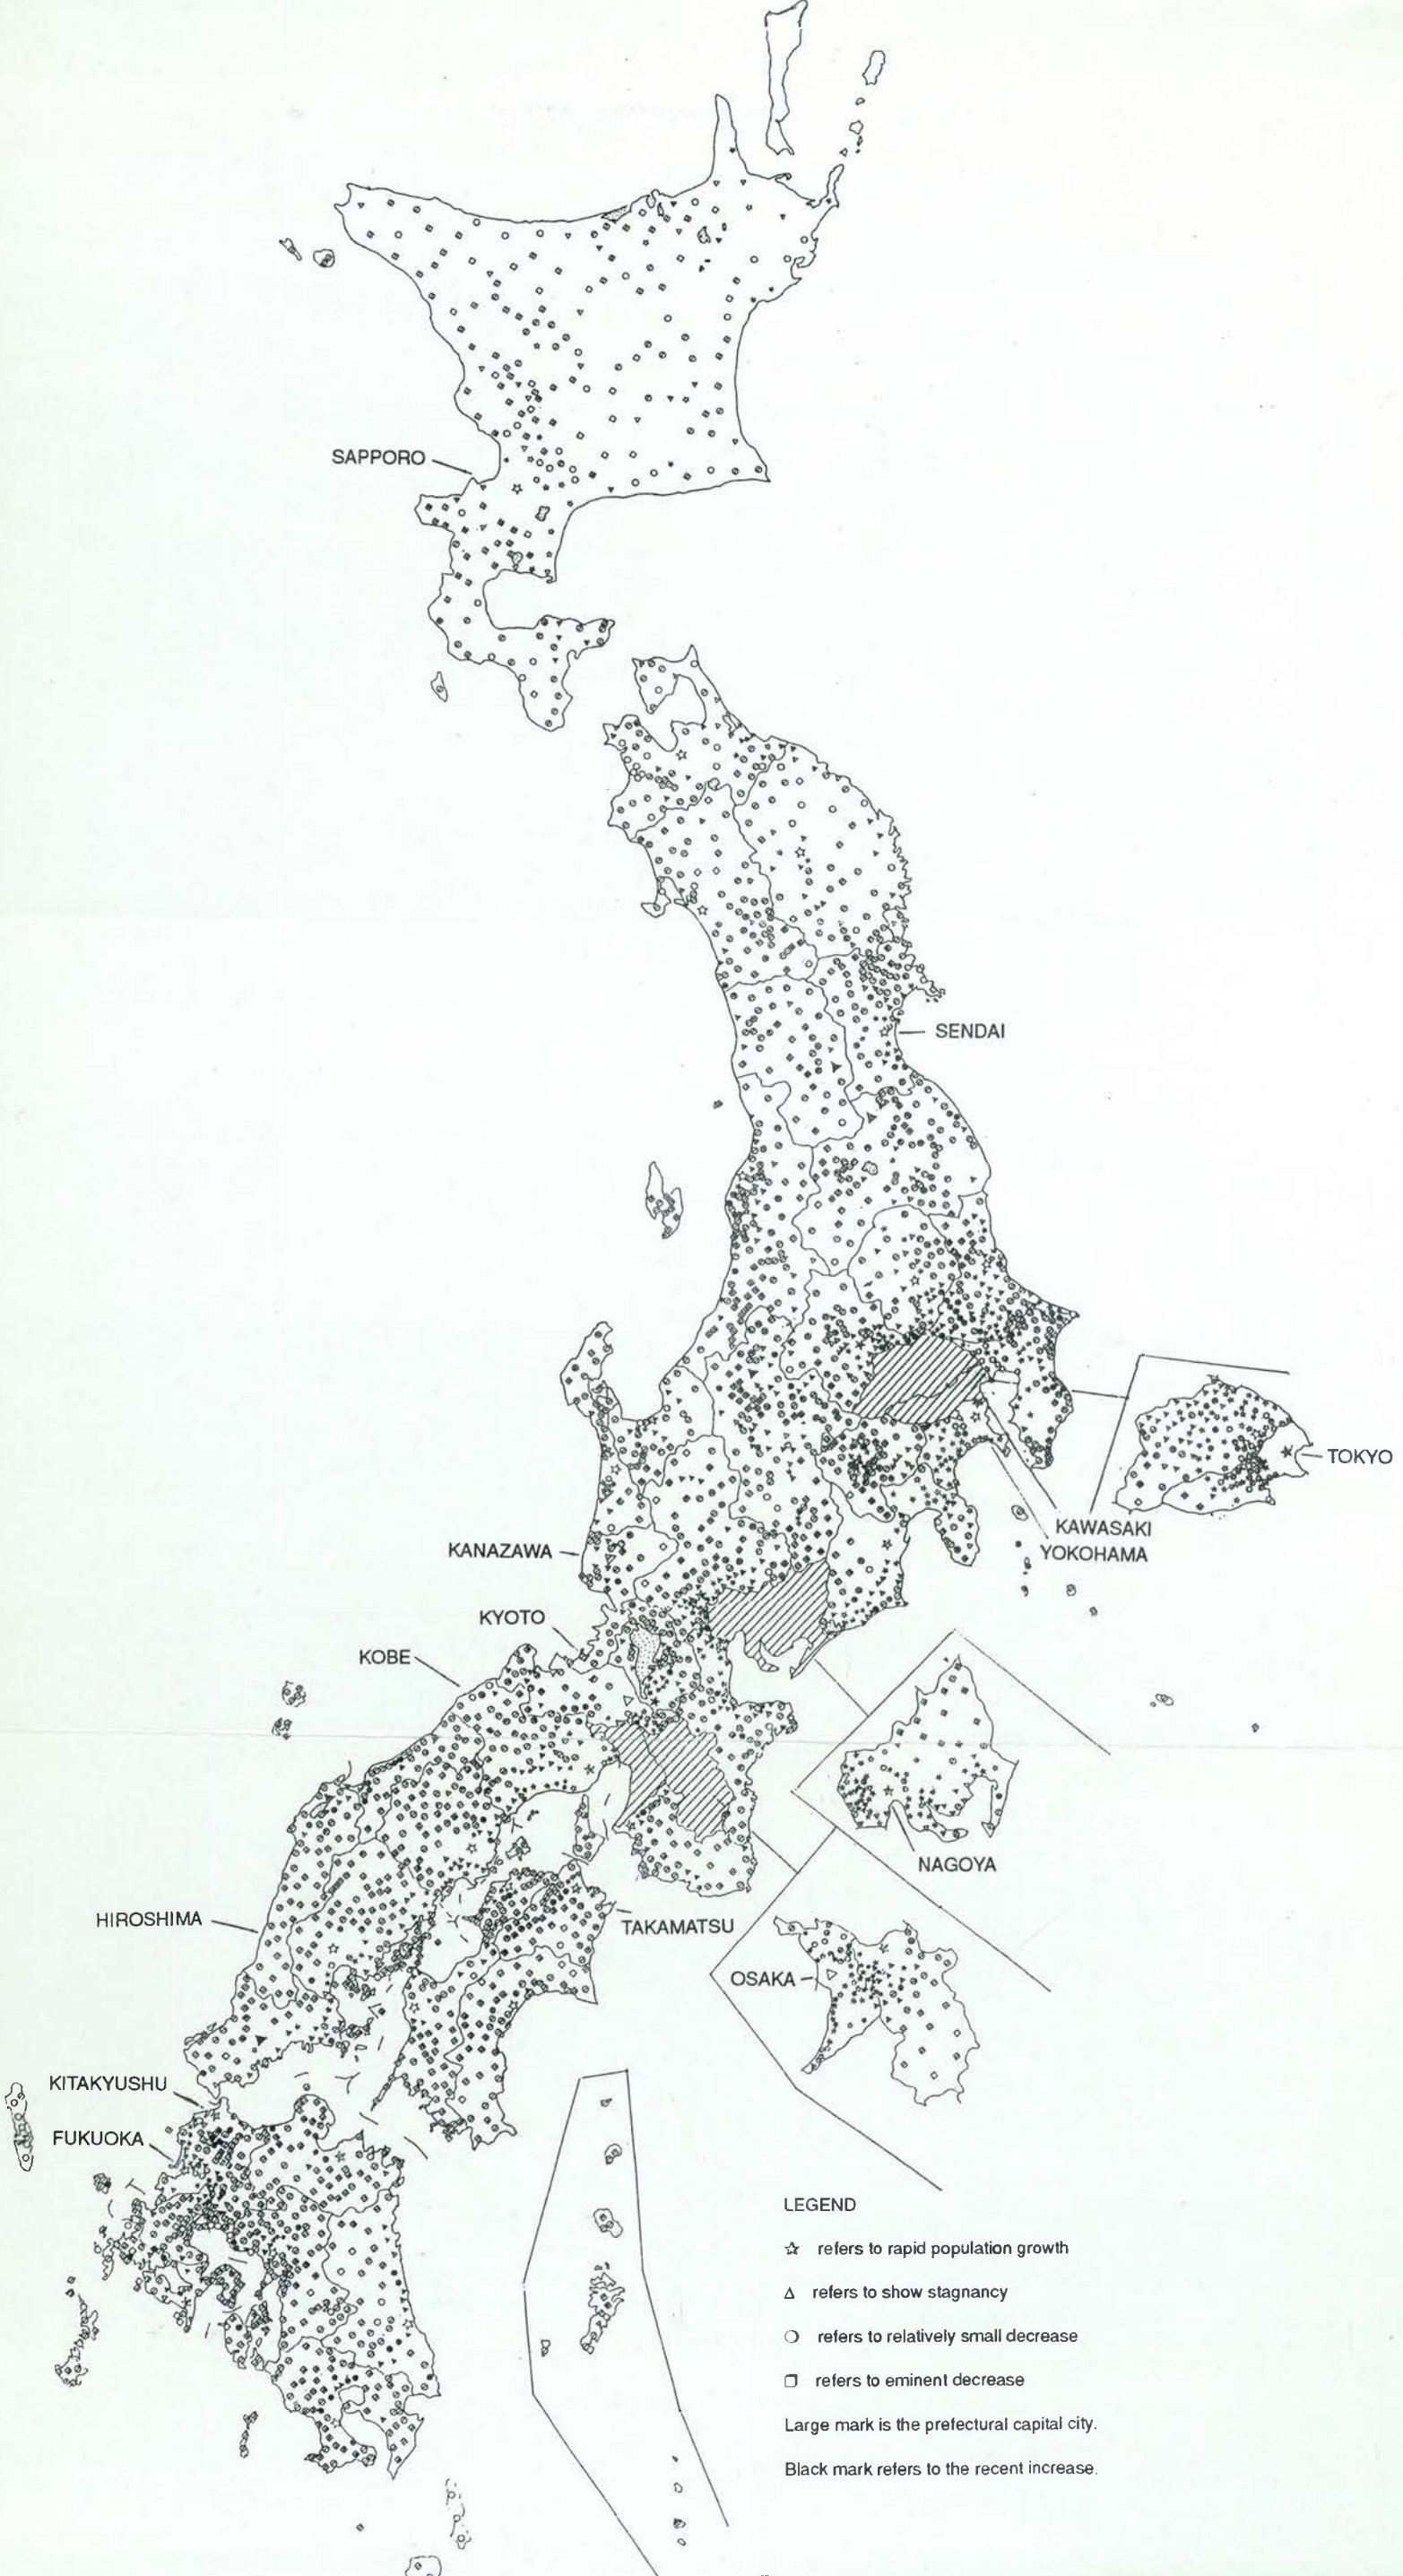 SAPPORO
SENDAI
TOKYO
KAWASAKI
YOKOHAMA
KANAZAWA
KYOTO
KOBE
NAGOYA
HIROSHIMA
TAKAMATSU
OSAKA
KITAKYUSHU
FUKUOKA
LEGEND
☆ refers to rapid population growth
△ refers to show stagnancy
○ refers to relatively small decrease
❒ refers to eminent decrease
Large mark is the prefectural capital city.
Black mark refers to the recent increase.